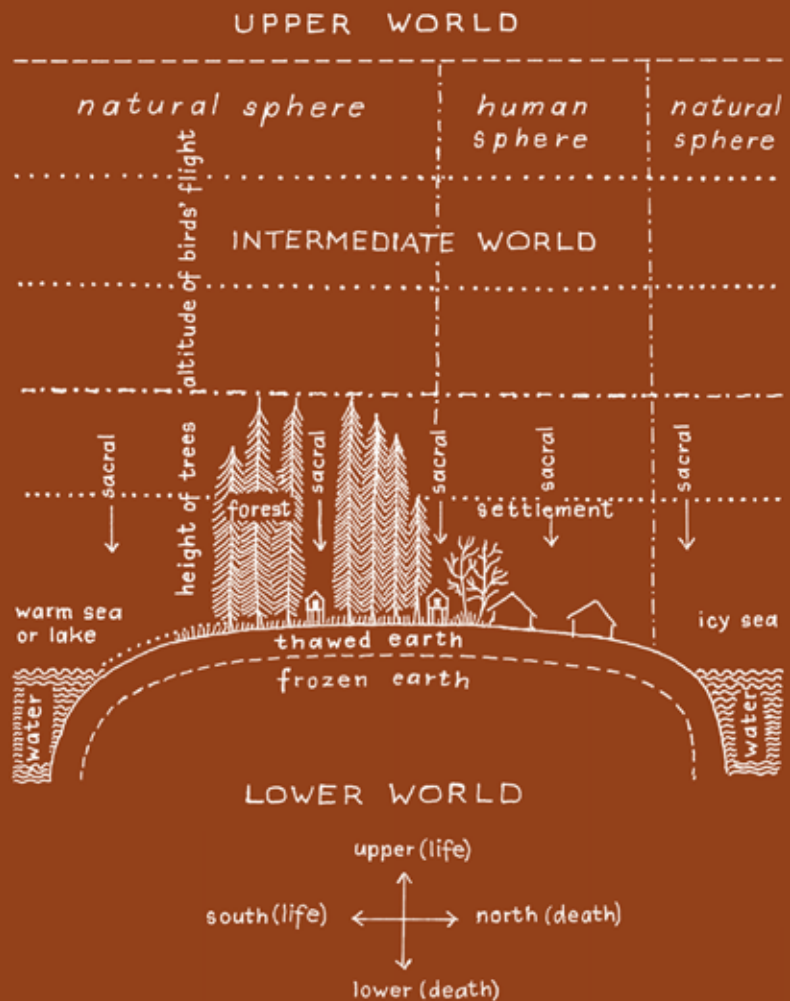 UPPER WORLD
natural sphere
human
sphere
natural
sphere
altitude of birds' flight
INTERMEDIATE WORLD
height of trees
sacral
sacral
sacral
sacral
sacral
forest
settlement
warm sea
or lake
icy sea
thawed earth
frozen earth
water
water
LOWER WORLD
upper (life)
south (life)
north (death)
lower (death)